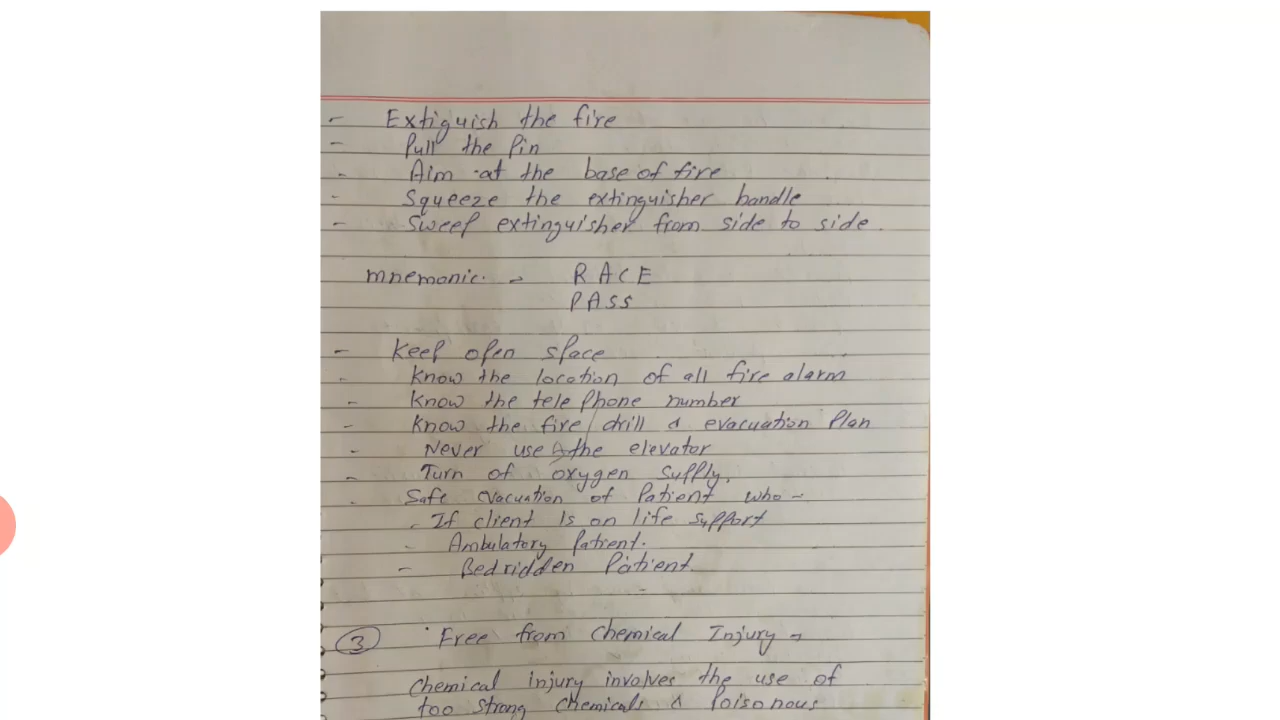 - Extiguish the fire
- Pull the Pin
- Aim at the base of fire
- Squeeze the extinguisher handle
- Sweep extinguisher from side to side.
mnemonic. - RACE
PASS
- Keep open space
- Know the location of all fire alarm
- Know the telephone number
- Know the fire drill & evacuation Plan
- Never use the elevator
- Turn of oxygen supply.
- Safe evacuation of Patient who -
- If client Is on life support
- Ambulatory Patient.
- Bedridden Patient
③ Free from chemical Injury -
chemical injury involves the use of
too strong chemicals & Poisonous